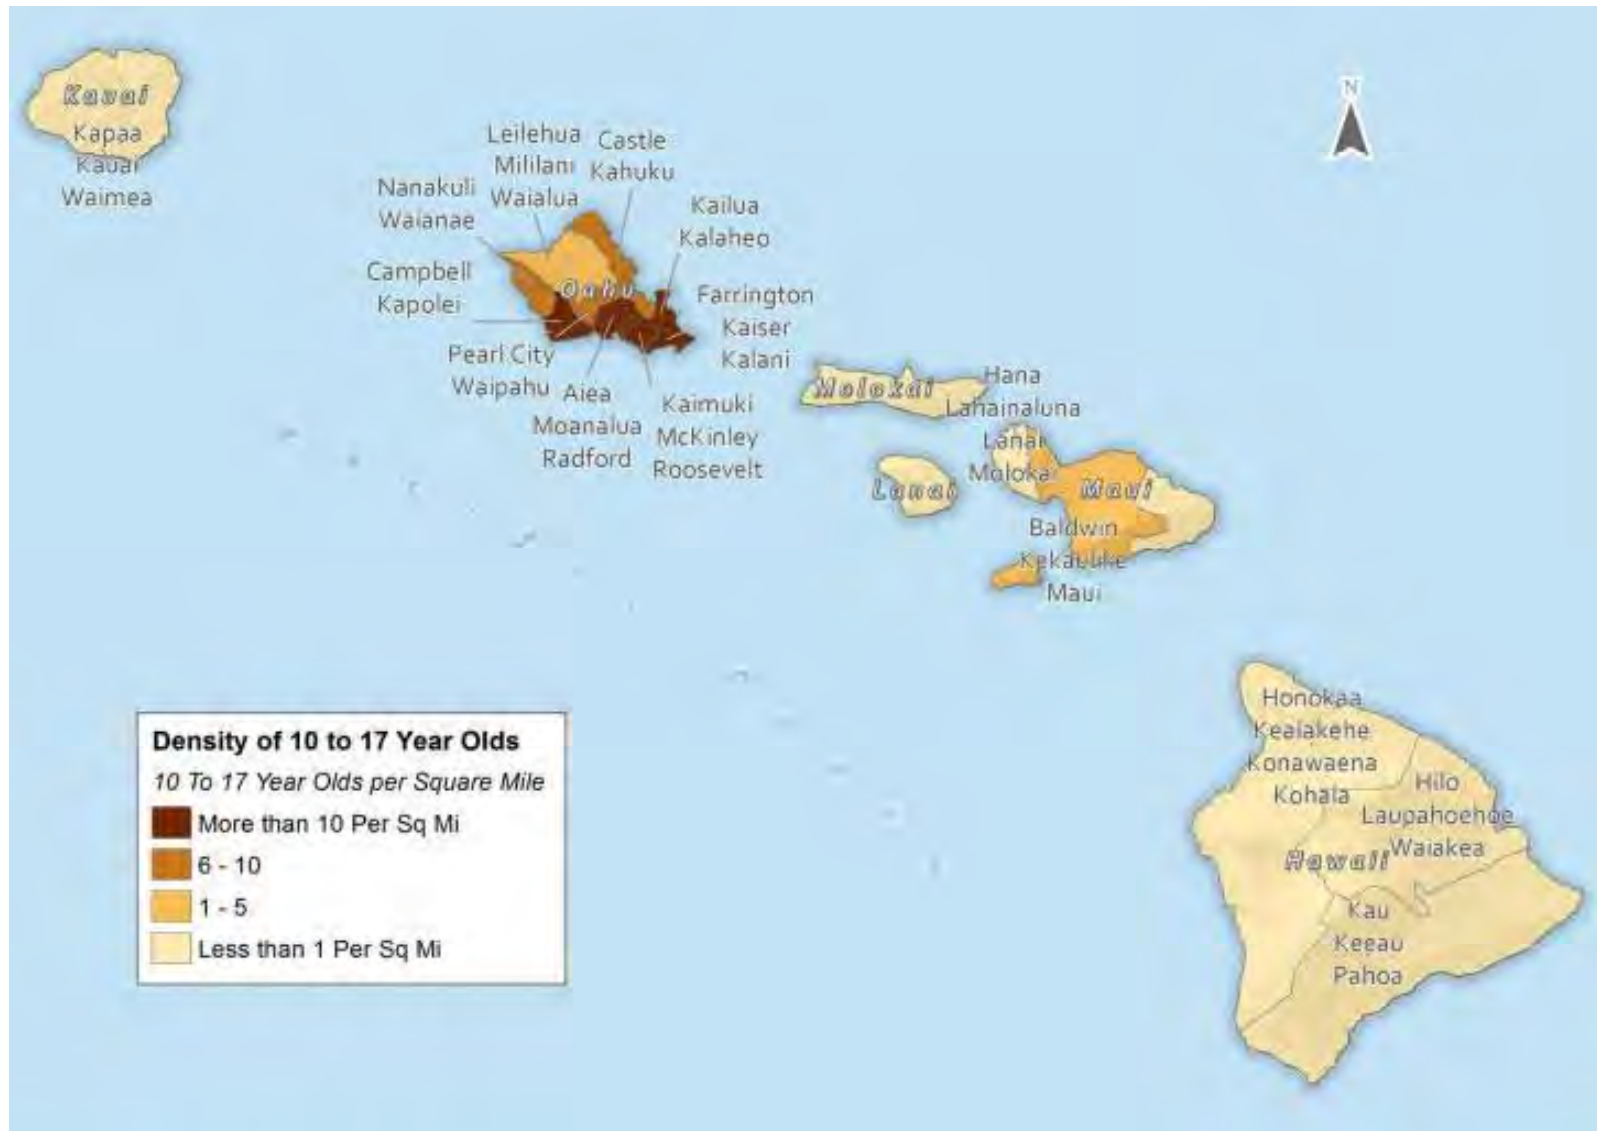 N
Kauai
Kapaa
Kauai
Waimea
Leilehua
Mililani
Waialua
Castle
Kahuku
Nanakuli
Waianae
Kailua
Kalaheo
Campbell
Kapolei
Oahu
Farrington
Kaiser
Kalani
Pearl City
Waipahu
Aiea
Moanalua
Radford
Kaimuki
McKinley
Roosevelt
Molokai
Hana
Lahainaluna
Lanai
Molokai
Lanai
Maui
Baldwin
Kekaulike
Maui
Honokaa
Kealakehe
Konawaena
Kohala
Hilo
Laupahoehoe
Waiakea
Hawaii
Kau
Keeau
Pahoa
Density of 10 to 17 Year Olds
10 To 17 Year Olds per Square Mile
More than 10 Per Sq Mi
6 - 10
1 - 5
Less than 1 Per Sq Mi